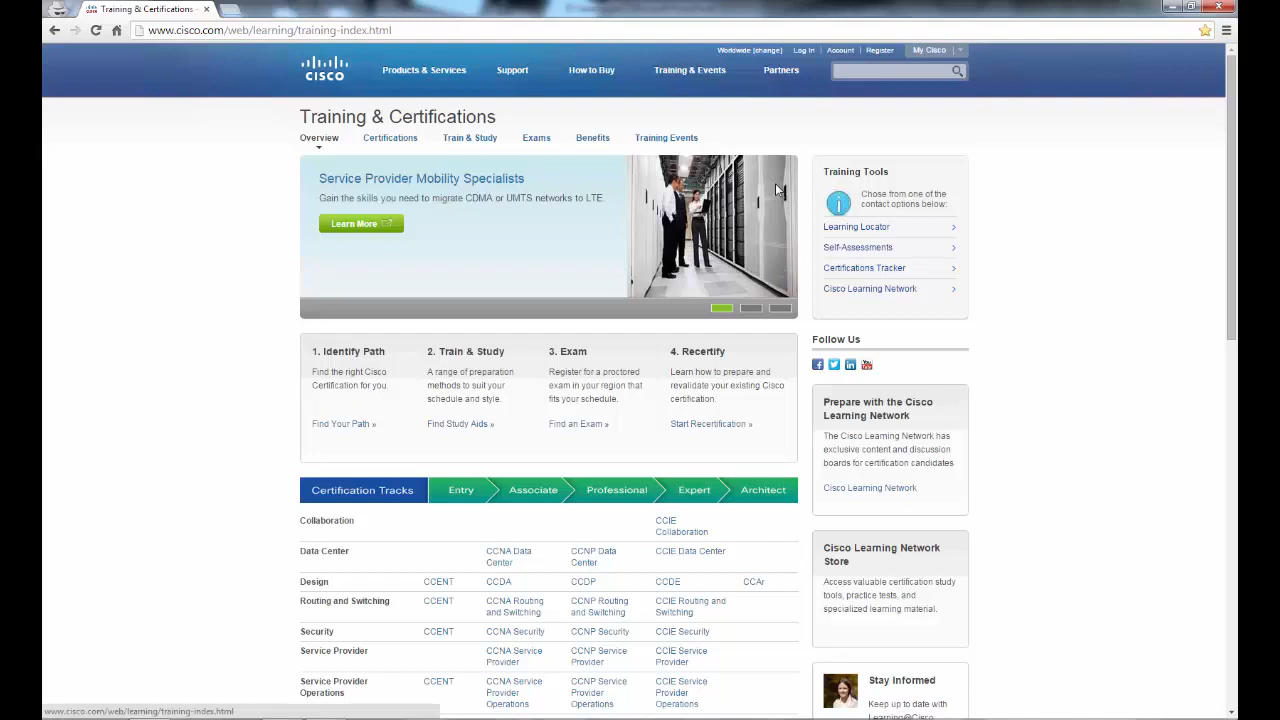 Training & Certifications -
www.cisco.com/web/learning/training-index.html
Worldwide [change] Log In Account Register My Cisco
CISCO
Products & Services Support How to Buy Training & Events Partners
Training & Certifications
Overview Certifications Train & Study Exams Benefits Training Events
Service Provider Mobility Specialists
Gain the skills you need to migrate CDMA or UMTS networks to LTE.
Learn More
Training Tools
Chose from one of the
contact options below:
Learning Locator
Self-Assessments
Certifications Tracker
Cisco Learning Network
1. Identify Path
Find the right Cisco
Certification for you.
Find Your Path »
2. Train & Study
A range of preparation
methods to suit your
schedule and style.
Find Study Aids »
3. Exam
Register for a proctored
exam in your region that
fits your schedule.
Find an Exam »
4. Recertify
Learn how to prepare and
revalidate your existing Cisco
certification.
Start Recertification »
Follow Us
Prepare with the Cisco
Learning Network
The Cisco Learning Network has
exclusive content and discussion
boards for certification candidates
Cisco Learning Network
Certification Tracks Entry Associate Professional Expert Architect
Collaboration CCIE
Collaboration
Data Center CCNA Data CCNP Data CCIE Data Center
Center Center
Design CCENT CCDA CCDP CCDE CCAr
Routing and Switching CCENT CCNA Routing CCNP Routing CCIE Routing and
and Switching and Switching Switching
Security CCENT CCNA Security CCNP Security CCIE Security
Service Provider CCNA Service CCNP Service CCIE Service
Provider Provider Provider
Service Provider CCENT CCNA Service CCNP Service CCIE Service
Operations Provider Provider Provider
Operations Operations Operations
Cisco Learning Network
Store
Access valuable certification study
tools, practice tests, and
specialized learning material.
Stay Informed
Keep up to date with
Learning@Cisco
www.cisco.com/web/learning/training-index.html